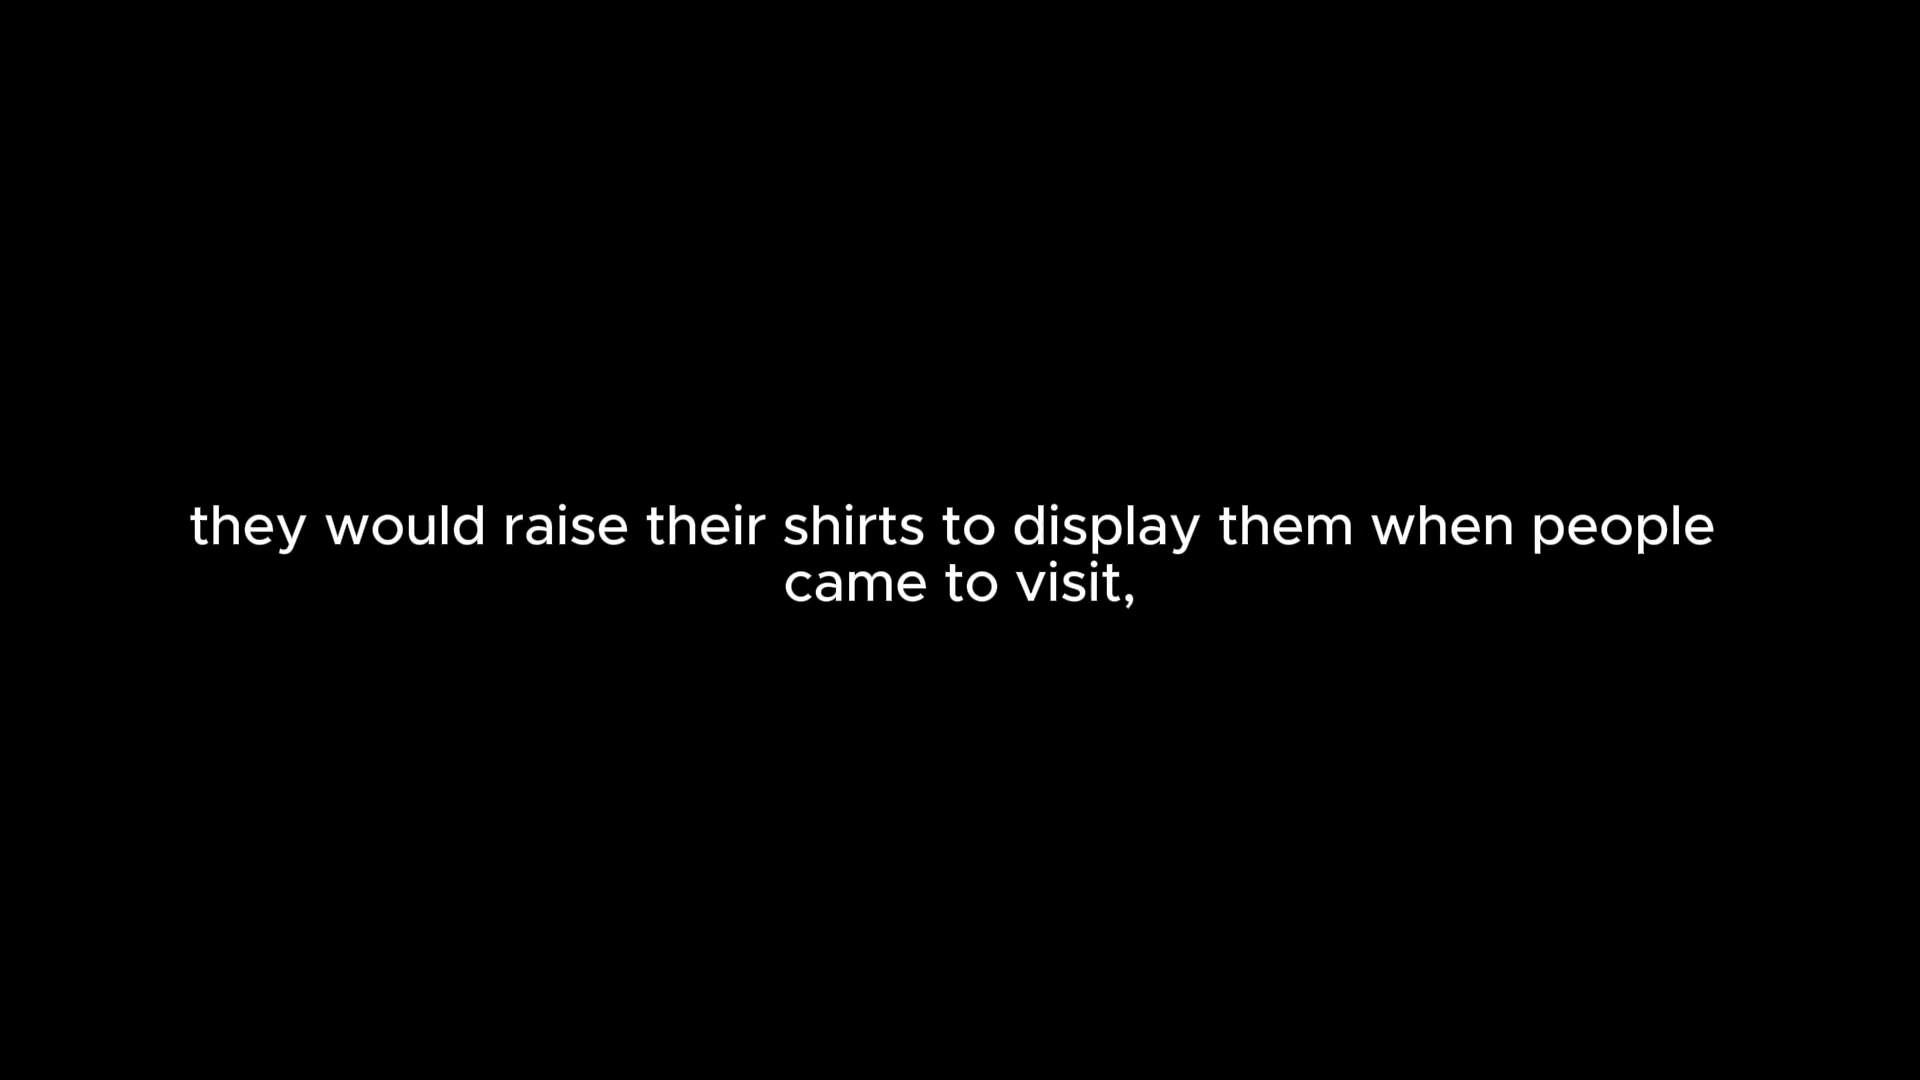 they would raise their shirts to display them when people
came to visit,